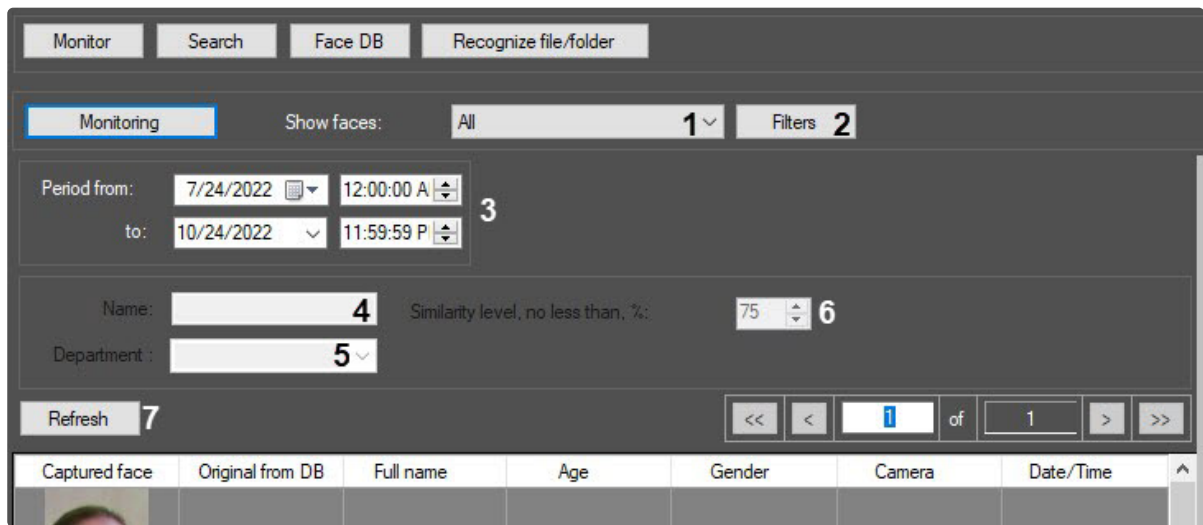 Monitor Search Face DB Recognize file/folder
Monitoring Show faces: All 1 Filters 2
Period from: 7/24/2022 12:00:00 A
3
to: 10/24/2022 11:59:59 P
Name: 4 Similarity level, no less than, %: 75 6
Department : 5
Refresh 7 << < 1 of 1 > >>
Captured face Original from DB Full name Age Gender Camera Date/Time